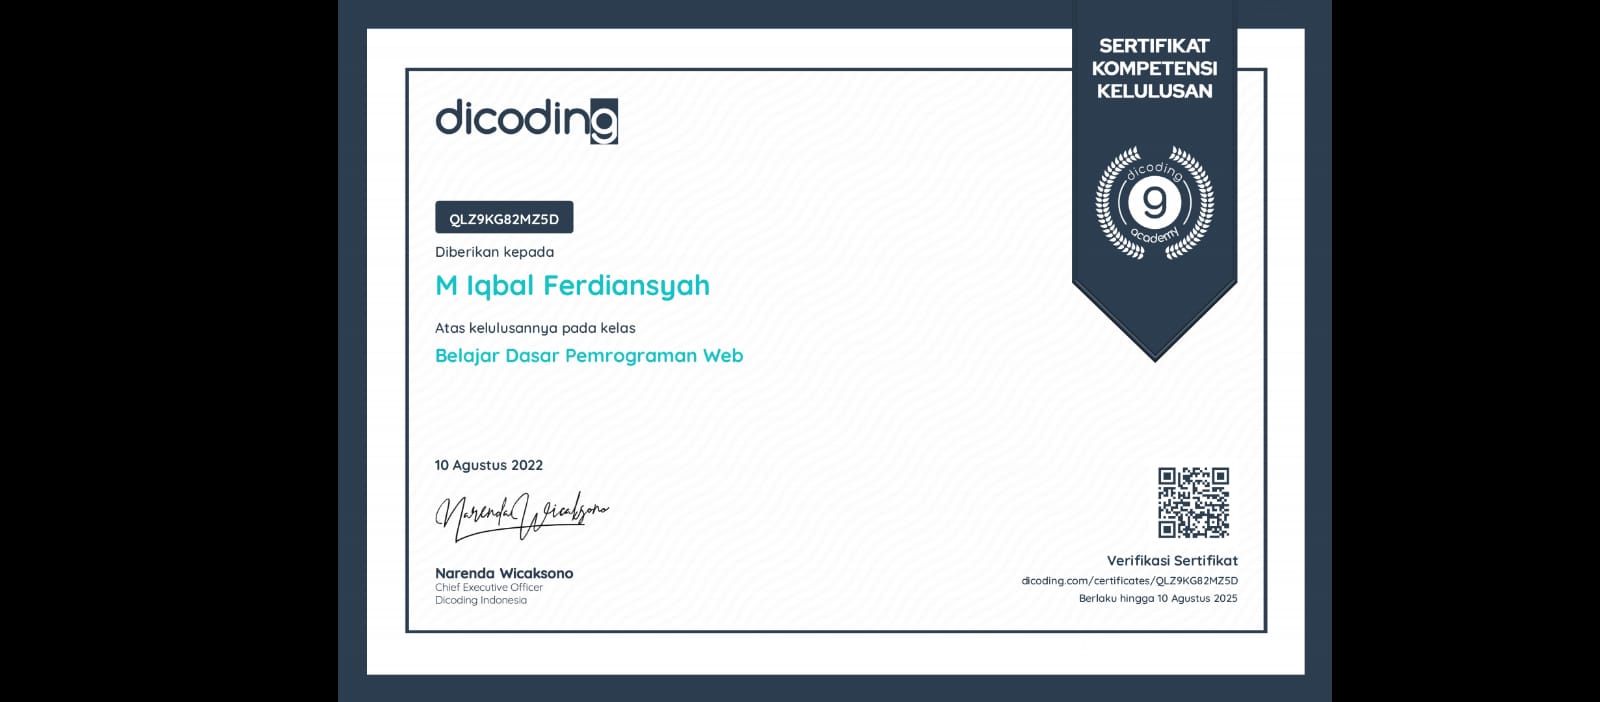 SERTIFIKAT
KOMPETENSI
KELULUSAN
dicoding
dicoding
g
academy
QLZ9KG82MZ5D
Diberikan kepada
M Iqbal Ferdiansyah
Atas kelulusannya pada kelas
Belajar Dasar Pemrograman Web
10 Agustus 2022
Narenda Wicaksono
Narenda Wicaksono
Chief Executive Officer
Dicoding Indonesia
Verifikasi Sertifikat
dicoding.com/certificates/QLZ9KG82MZ5D
Berlaku hingga 10 Agustus 2025